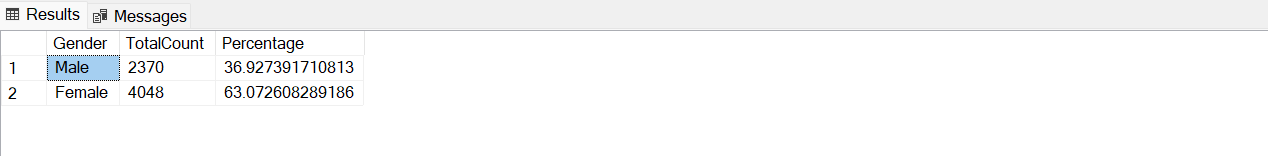 Results Messages
Gender TotalCount Percentage
1 Male 2370 36.927391710813
2 Female 4048 63.072608289186